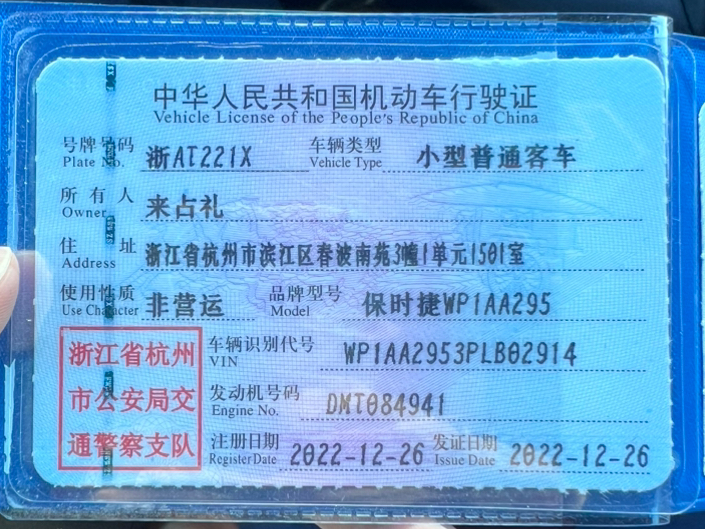 中华人民共和国机动车行驶证
Vehicle License of the People's Republic of China
号牌号码 浙AT221X 车辆类型 小型普通客车
Plate No. Vehicle Type
所有人 来占礼
Owner
住址 浙江省杭州市滨江区春波南苑3幢1单元1501室
Address
使用性质 非营运 品牌型号 保时捷WP1AA295
Use Character Model
浙江省杭州
市公安局交
通警察支队
车辆识别代号 WP1AA2953PLB02914
VIN
发动机号码 DMT084941
Engine No.
注册日期 2022-12-26 发证日期 2022-12-26
Register Date Issue Date